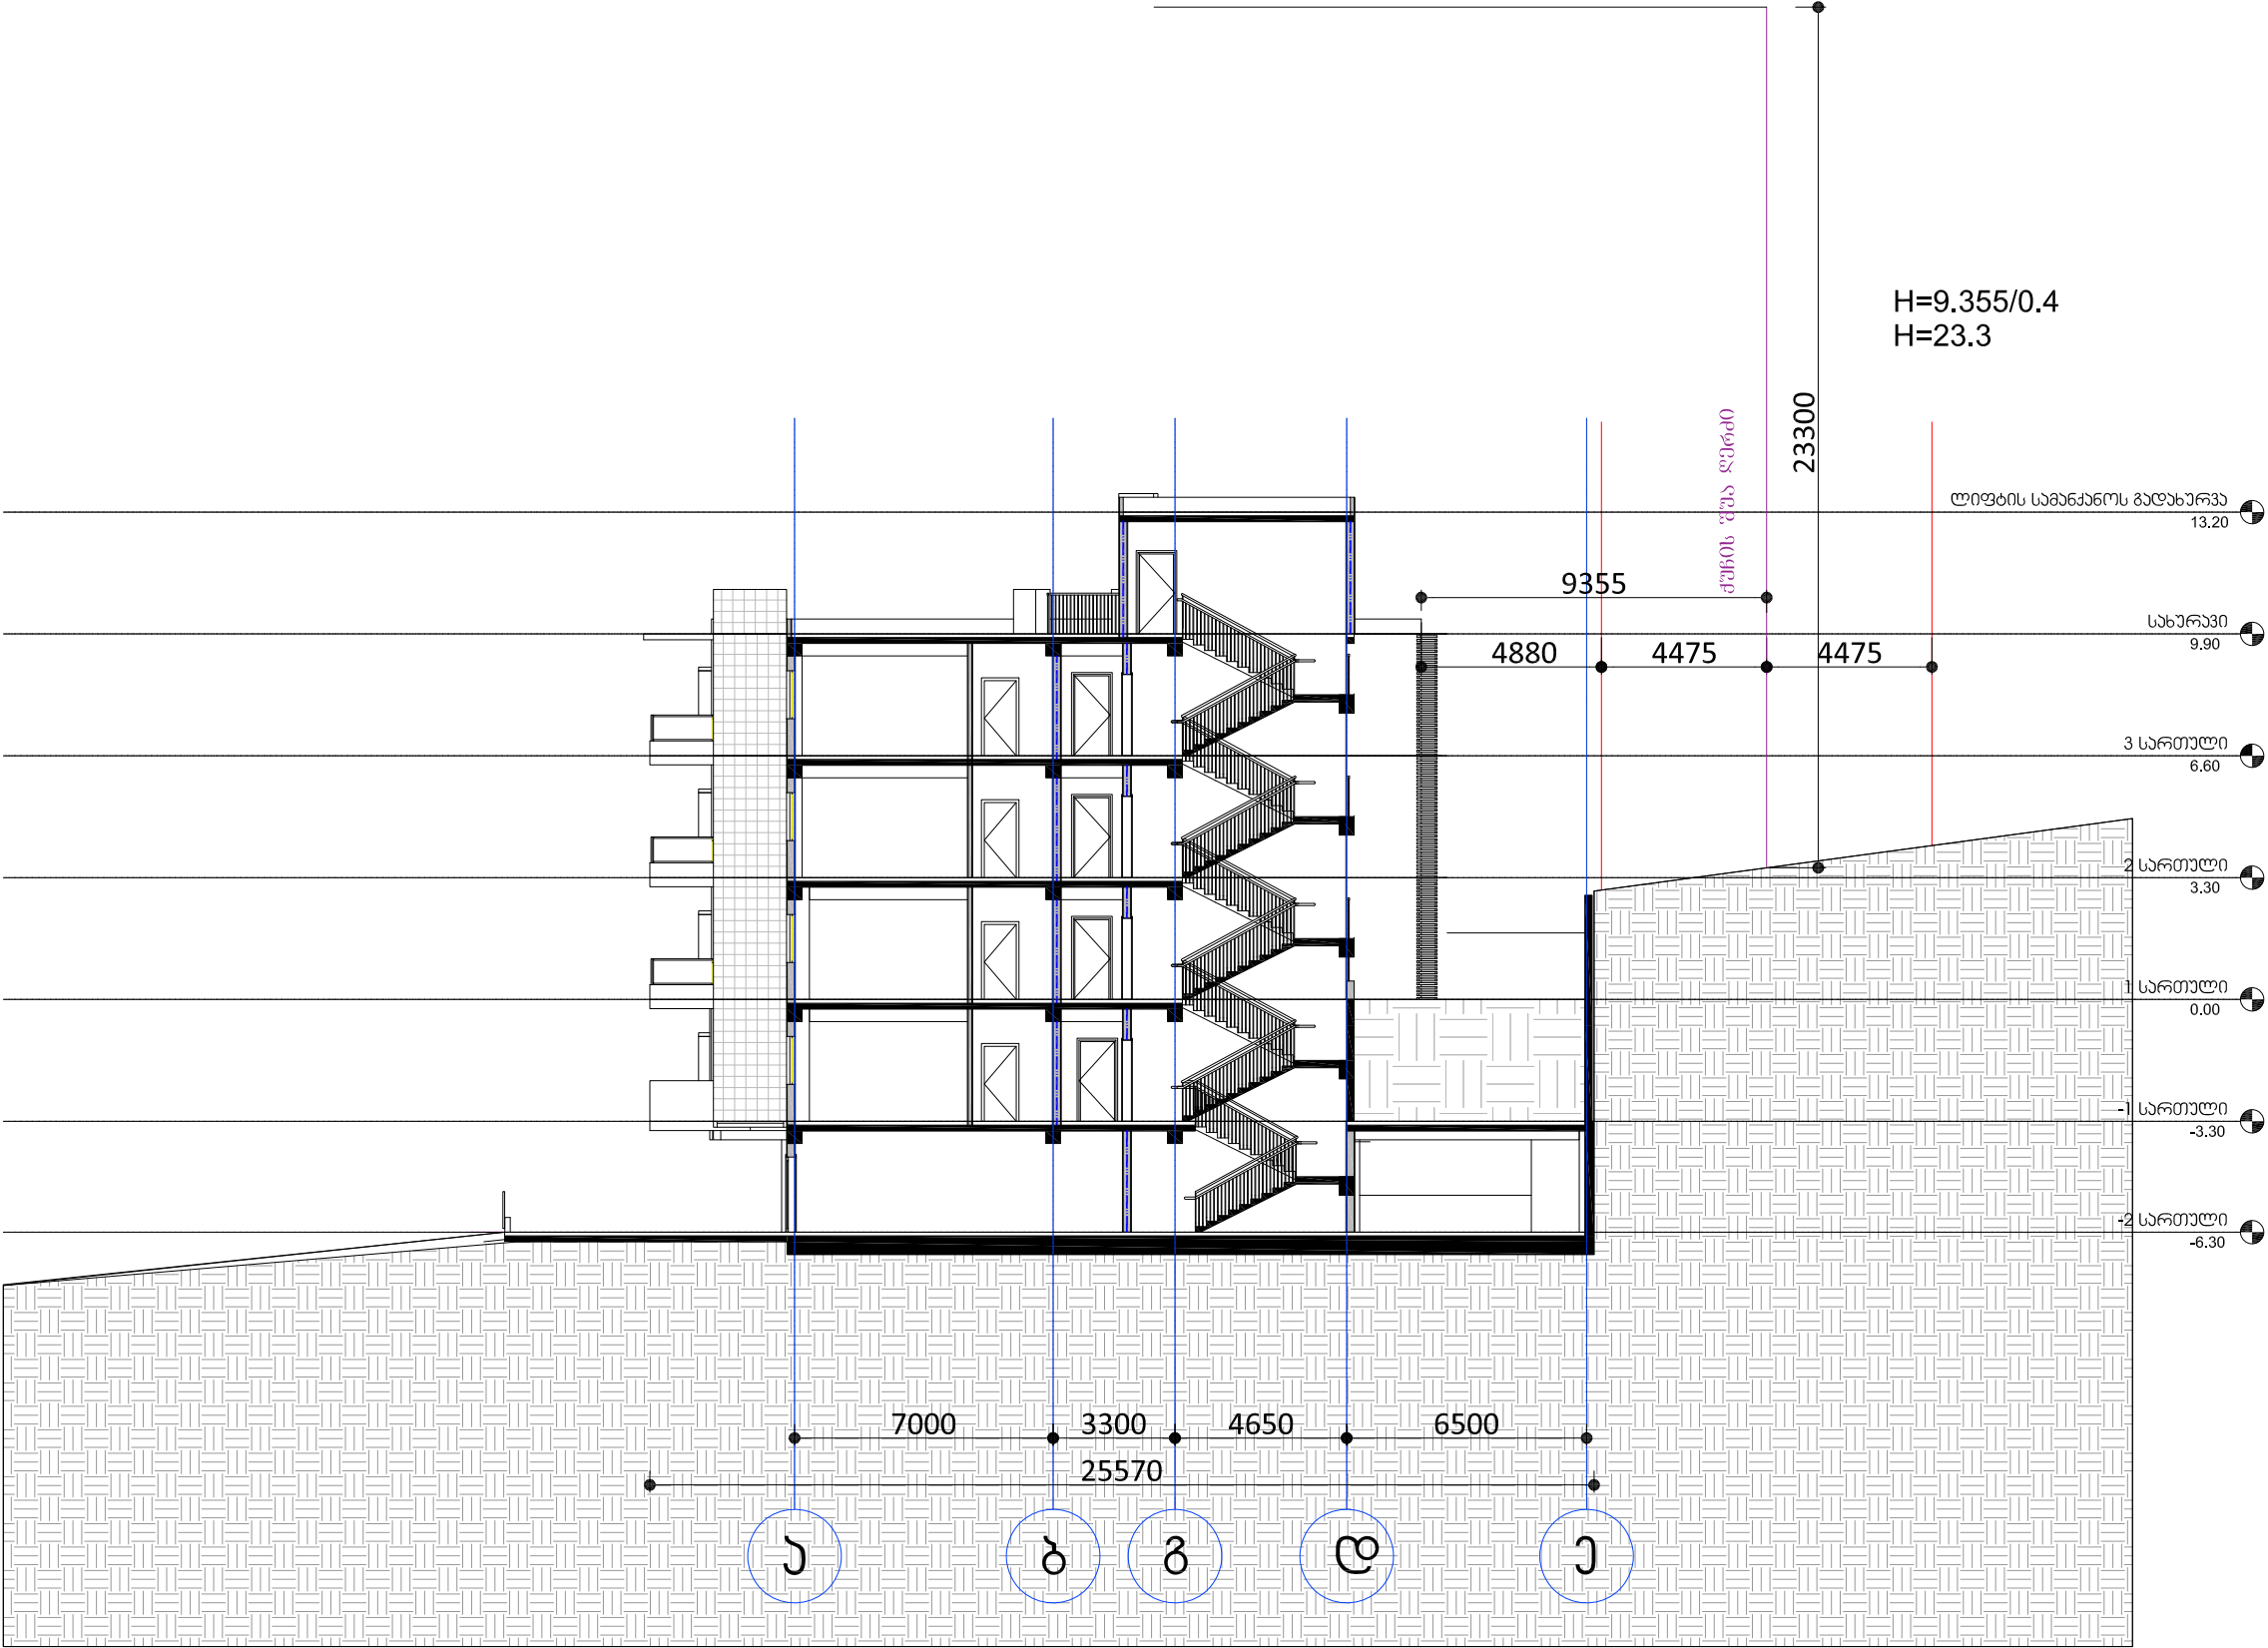 H=9.355/0.4
H=23.3
23300
ქუჩის შუა ღერძი
ლიფტის სამანქანოს გადახურვა
13.20
9355
სახურავი
9.90
4880 4475 4475
3 სართული
6.60
2 სართული
3.30
1 სართული
0.00
-1 სართული
-3.30
-2 სართული
-6.30
7000 3300 4650 6500
25570
ა ბ გ დ ე